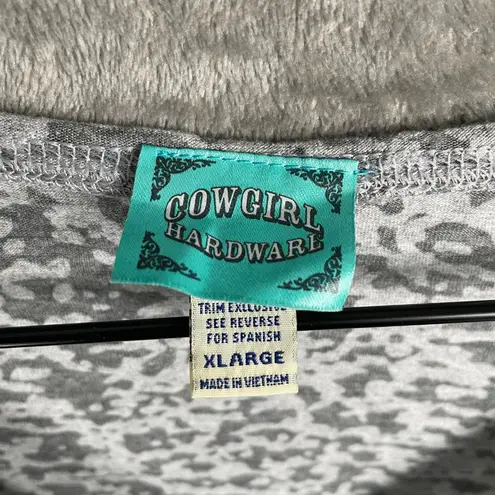 COWGIRL
HARDWARE
TRIM EXCLUSIVE
SEE REVERSE
FOR SPANISH
XLARGE
MADE IN VIETNAM